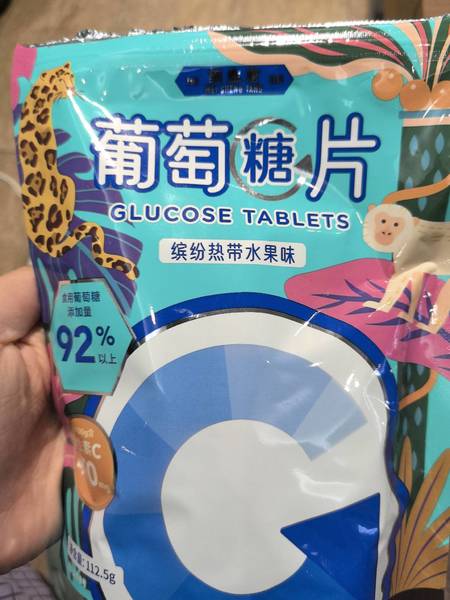 葡萄糖片
GLUCOSE TABLETS
缤纷热带水果味
食用葡萄糖
添加量
92%
以上
112.5g